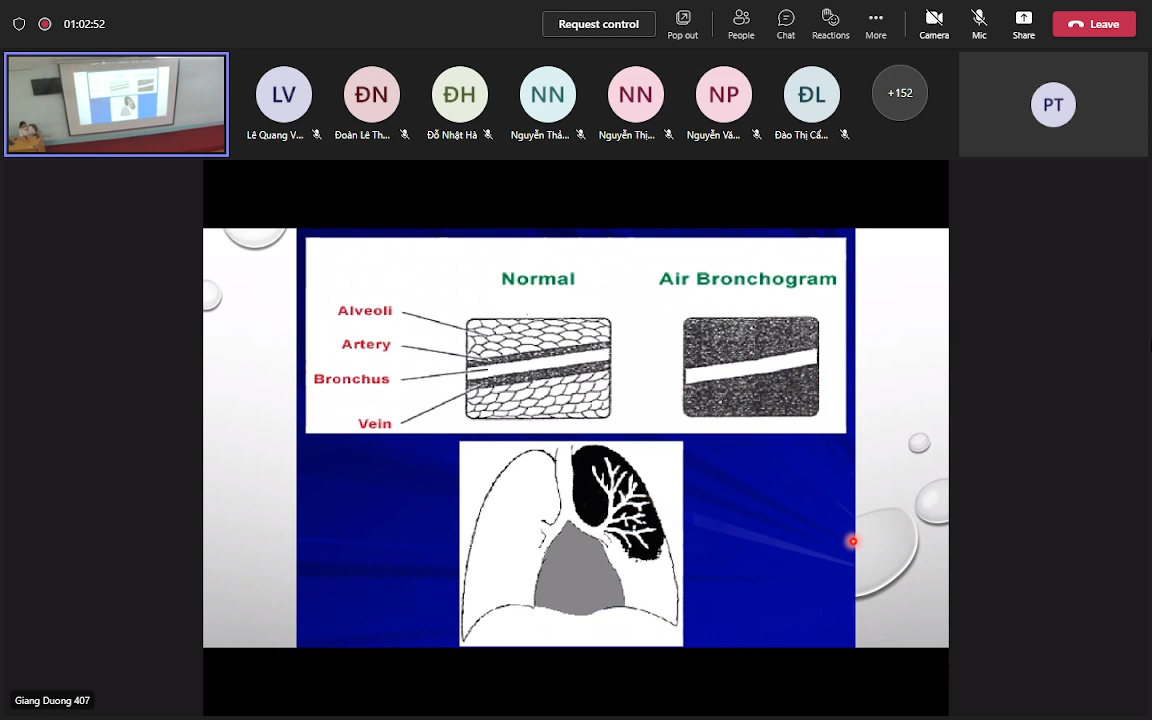 01:02:52
Request control
Pop out
People
Chat
Reactions
More
Camera
Mic
Share
Leave
LV
ĐN
ĐH
NN
NN
NP
ĐL
+152
PT
Lê Quang V...
Đoàn Lê Th...
Đỗ Nhật Hà
Nguyễn Thả...
Nguyễn Thị...
Nguyễn Vă...
Đào Thị Cẩ...
Normal
Air Bronchogram
Alveoli
Artery
Bronchus
Vein
Giang Duong 407